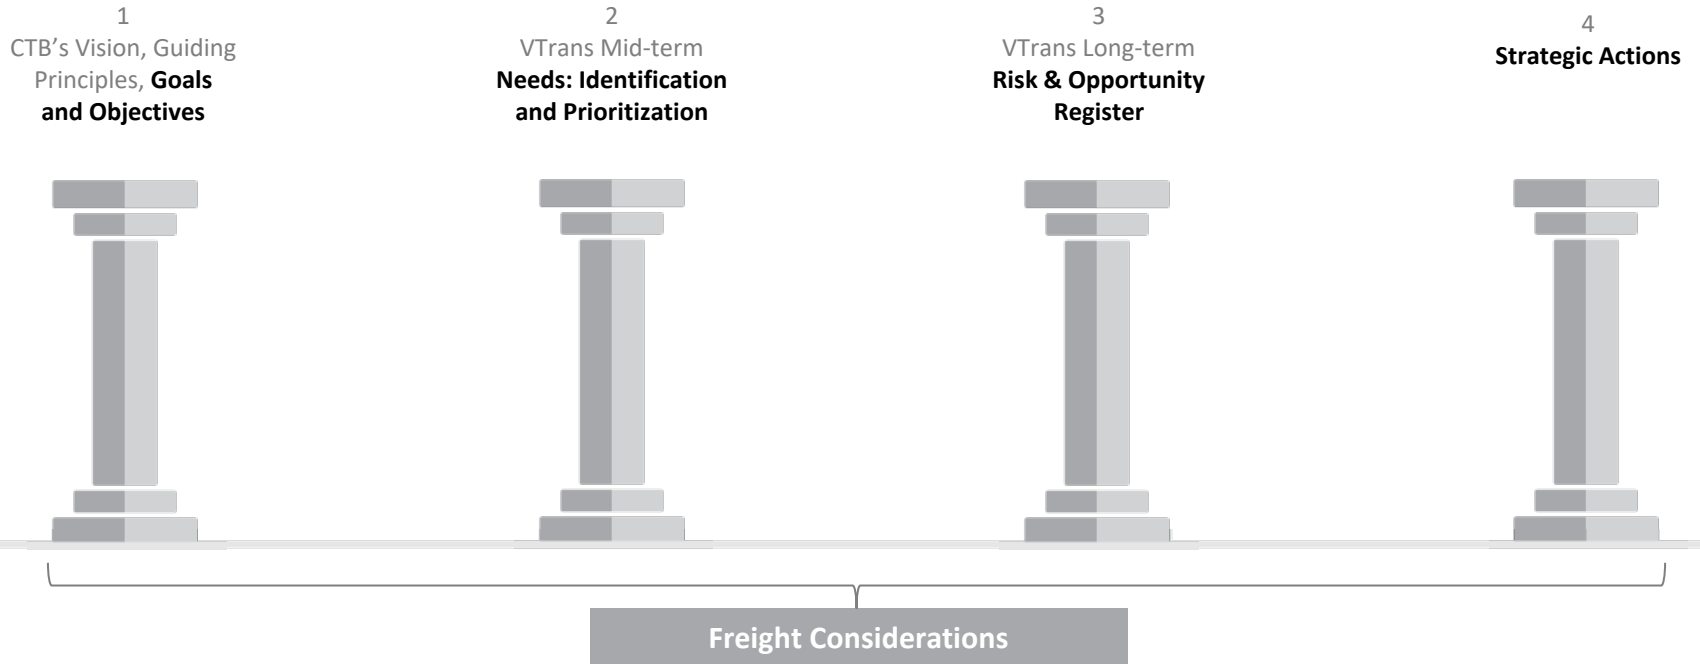 1
CTB’s Vision, Guiding
Principles, Goals
and Objectives
2
VTrans Mid-term
Needs: Identification
and Prioritization
3
VTrans Long-term
Risk & Opportunity
Register
4
Strategic Actions
Freight Considerations